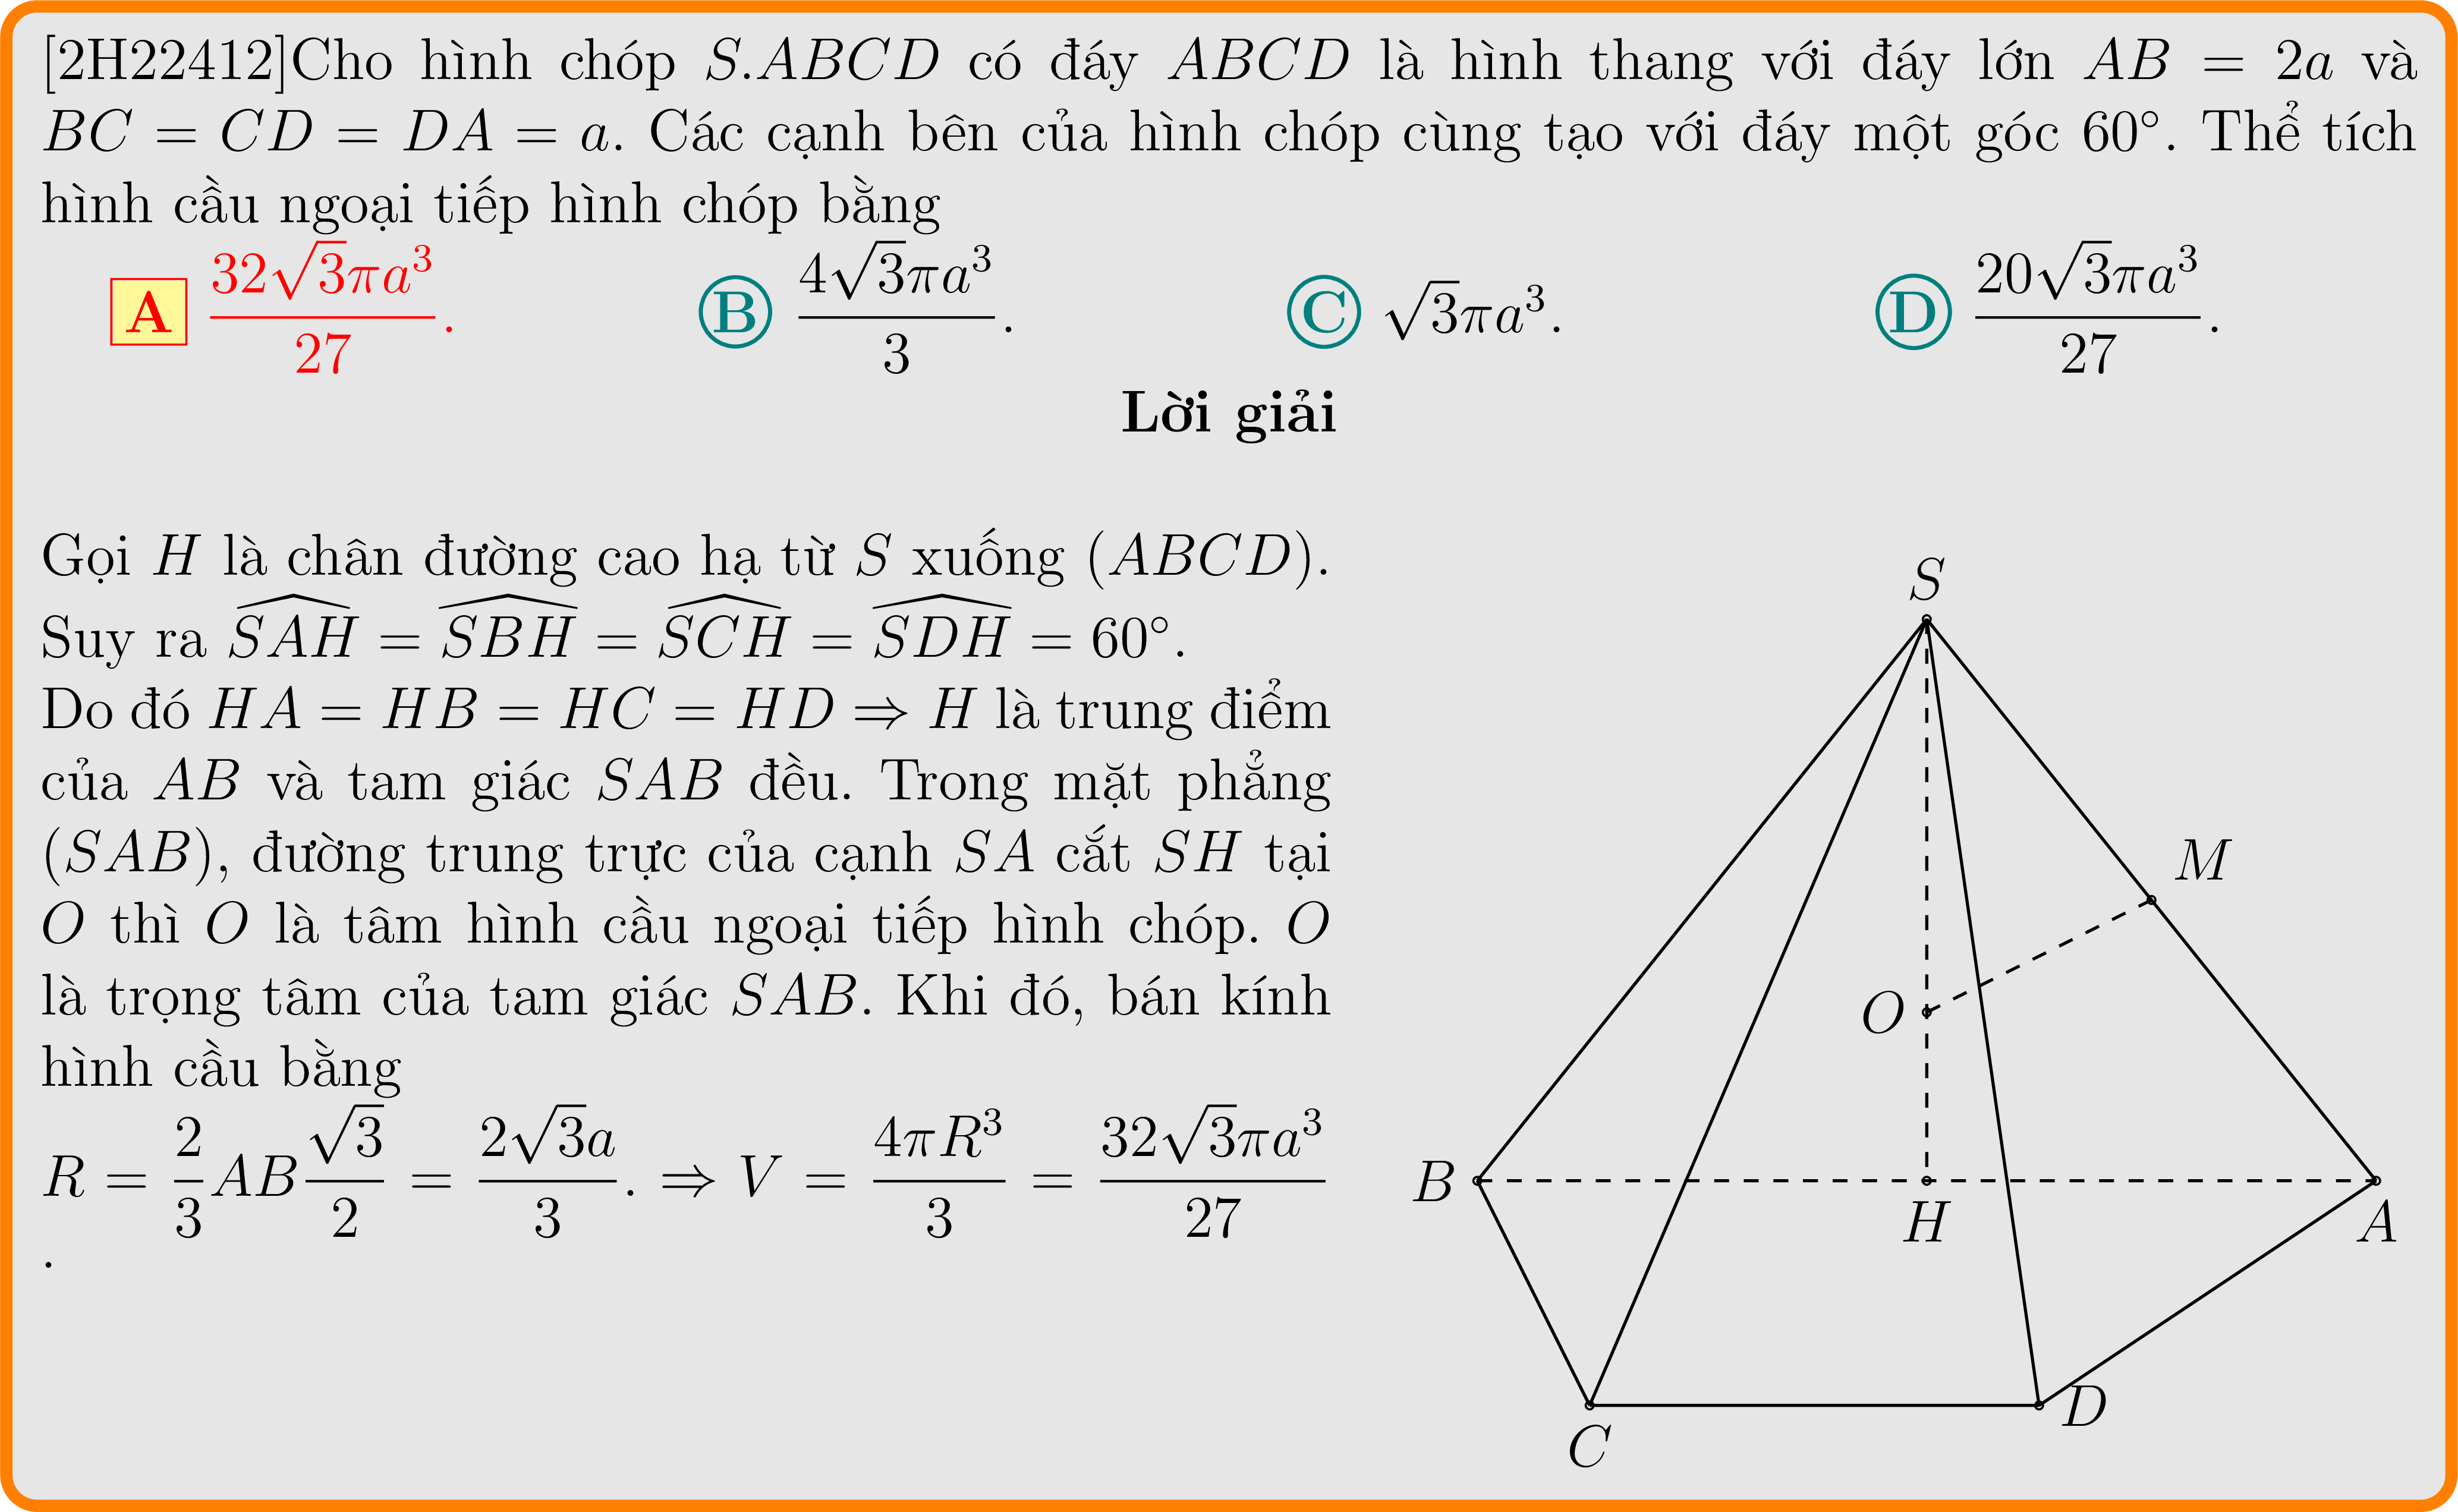 [2H22412]Cho hình chóp S.ABCD có đáy ABCD là hình thang với đáy lớn AB = 2a và
BC = CD = DA = a. Các cạnh bên của hình chóp cùng tạo với đáy một góc 60°. Thể tích
hình cầu ngoại tiếp hình chóp bằng
A $\frac{32\sqrt{3}\pi a^3}{27}$. B $\frac{4\sqrt{3}\pi a^3}{3}$. C $\sqrt{3}\pi a^3$. D $\frac{20\sqrt{3}\pi a^3}{27}$.
Lời giải
Gọi H là chân đường cao hạ từ S xuống (ABCD).
Suy ra $\widehat{SAH} = \widehat{SBH} = \widehat{SCH} = \widehat{SDH} = 60°$.
Do đó HA = HB = HC = HD ⇒ H là trung điểm
của AB và tam giác SAB đều. Trong mặt phẳng
(SAB), đường trung trực của cạnh SA cắt SH tại
O thì O là tâm hình cầu ngoại tiếp hình chóp. O
là trọng tâm của tam giác SAB. Khi đó, bán kính
hình cầu bằng
$R = \frac{2}{3}AB\frac{\sqrt{3}}{2} = \frac{2\sqrt{3}a}{3}. \Rightarrow V = \frac{4\pi R^3}{3} = \frac{32\sqrt{3}\pi a^3}{27}$
.
S
M
O
B
H
A
D
C